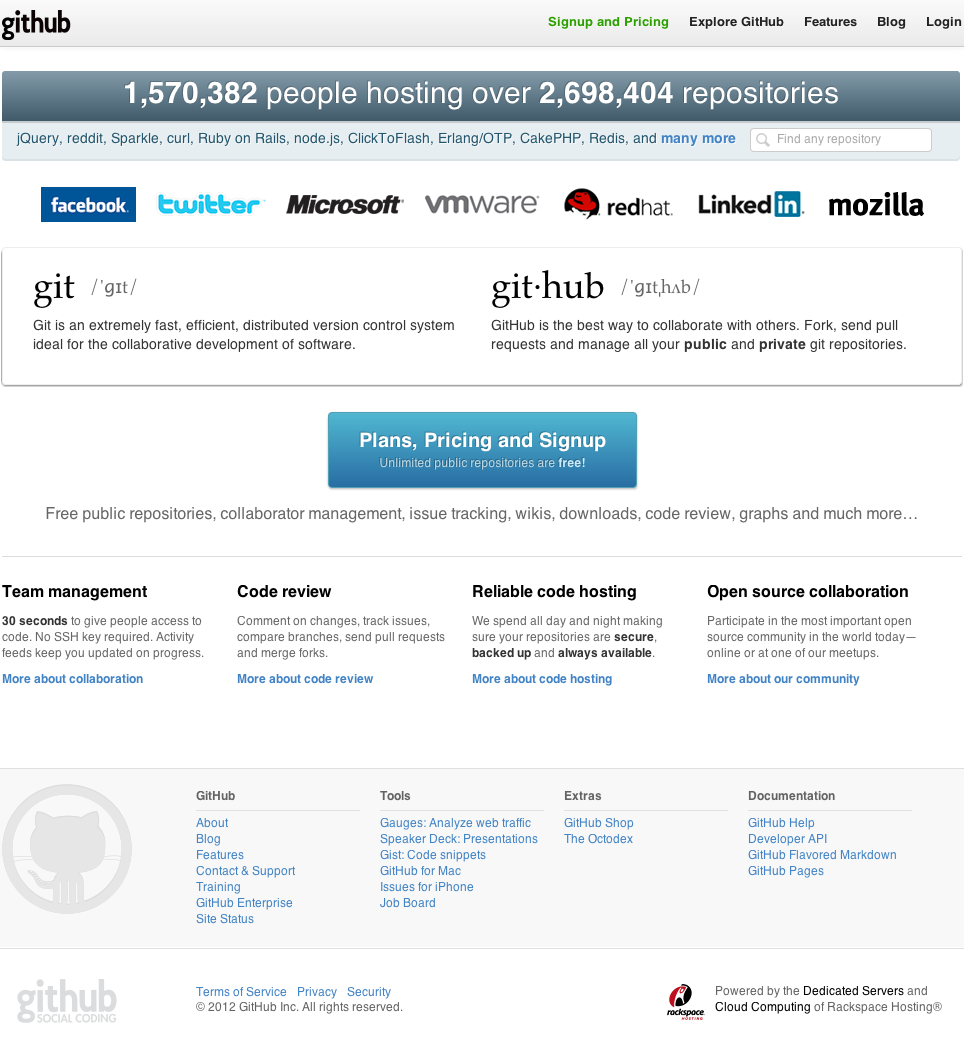 github
Signup and Pricing Explore GitHub Features Blog Login
1,570,382 people hosting over 2,698,404 repositories
jQuery, reddit, Sparkle, curl, Ruby on Rails, node.js, ClickToFlash, Erlang/OTP, CakePHP, Redis, and many more
Find any repository
facebook twitter Microsoft vmware redhat LinkedIn mozilla
git /ˈɡɪt/
Git is an extremely fast, efficient, distributed version control system
ideal for the collaborative development of software.
git·hub /ˈɡɪtˌhʌb/
GitHub is the best way to collaborate with others. Fork, send pull
requests and manage all your public and private git repositories.
Plans, Pricing and Signup
Unlimited public repositories are free!
Free public repositories, collaborator management, issue tracking, wikis, downloads, code review, graphs and much more…
Team management
30 seconds to give people access to
code. No SSH key required. Activity
feeds keep you updated on progress.
More about collaboration
Code review
Comment on changes, track issues,
compare branches, send pull requests
and merge forks.
More about code review
Reliable code hosting
We spend all day and night making
sure your repositories are secure,
backed up and always available.
More about code hosting
Open source collaboration
Participate in the most important open
source community in the world today—
online or at one of our meetups.
More about our community
GitHub
About
Blog
Features
Contact & Support
Training
GitHub Enterprise
Site Status
Tools
Gauges: Analyze web traffic
Speaker Deck: Presentations
Gist: Code snippets
GitHub for Mac
Issues for iPhone
Job Board
Extras
GitHub Shop
The Octodex
Documentation
GitHub Help
Developer API
GitHub Flavored Markdown
GitHub Pages
github
SOCIAL CODING
Terms of Service Privacy Security
© 2012 GitHub Inc. All rights reserved.
rackspace
HOSTING
Powered by the Dedicated Servers and
Cloud Computing of Rackspace Hosting®